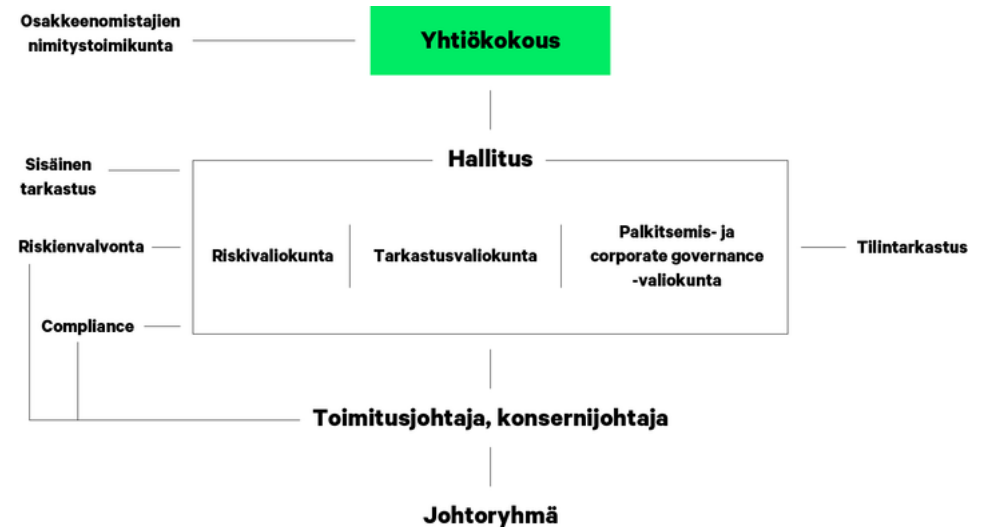 Osakkeenomistajien
nimitystoimikunta
Yhtiökokous
Hallitus
Sisäinen
tarkastus
Riskienvalvonta
Riskivaliokunta
Tarkastusvaliokunta
Palkitsemis- ja
corporate governance
-valiokunta
Tilintarkastus
Compliance
Toimitusjohtaja, konsernijohtaja
Johtoryhmä